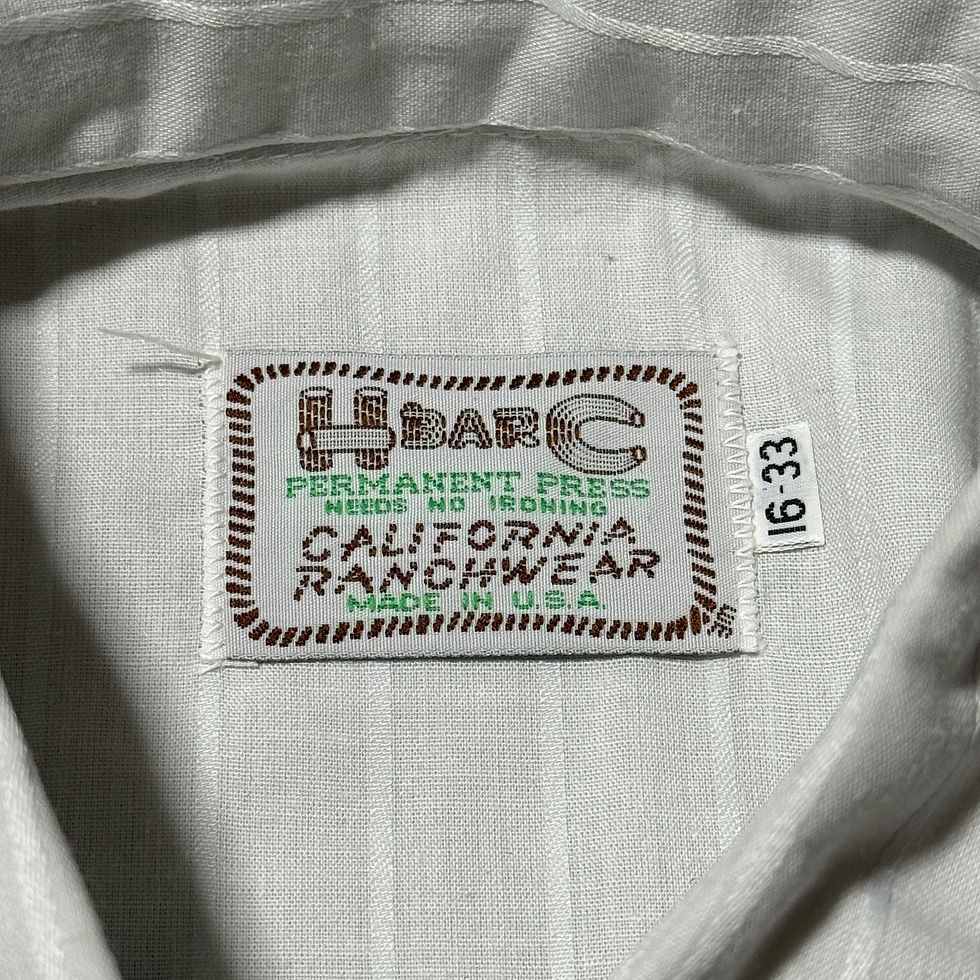 H BAR C
PERMANENT PRESS
NEEDS NO IRONING
CALIFORNIA
RANCHWEAR
MADE IN U.S.A.
16-33